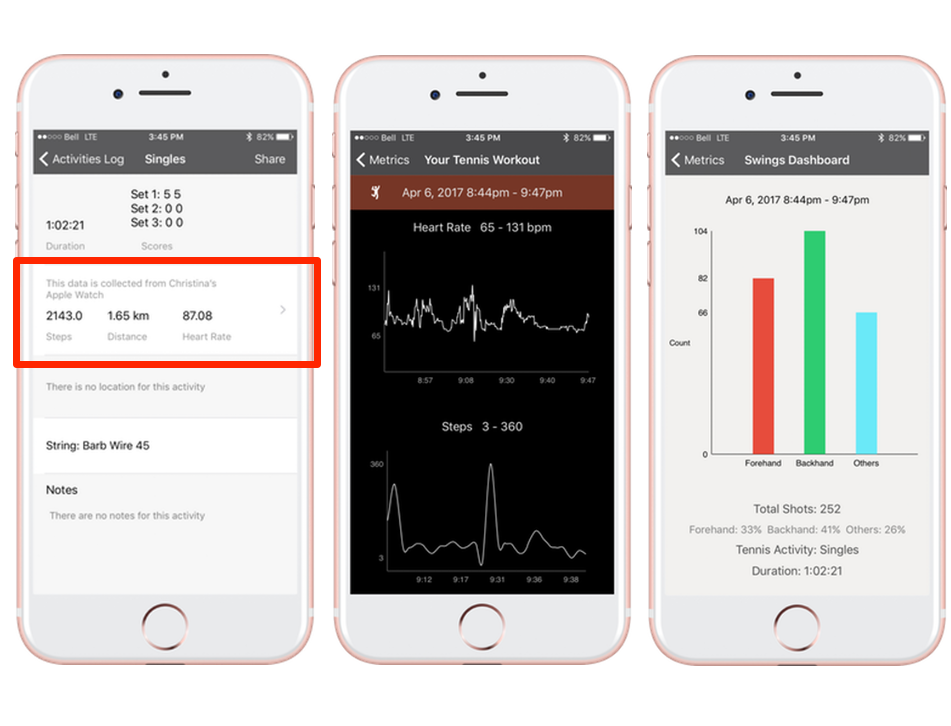 Bell LTE 3:45 PM 82%
Activities Log Singles Share
Set 1: 5 5
Set 2: 0 0
Set 3: 0 0
1:02:21
Duration Scores
This data is collected from Christina's
Apple Watch
2143.0 1.65 km 87.08
Steps Distance Heart Rate
There is no location for this activity
String: Barb Wire 45
Notes
There are no notes for this activity
Bell LTE 3:45 PM 82%
Metrics Your Tennis Workout
Apr 6, 2017 8:44pm - 9:47pm
Heart Rate 65 - 131 bpm
131
65
8:57 9:08 9:30 9:40 9:47
Steps 3 - 360
360
3
9:12 9:17 9:31 9:36 9:38
Bell LTE 3:45 PM 82%
Metrics Swings Dashboard
Apr 6, 2017 8:44pm - 9:47pm
104
82
66
Count
0
Forehand Backhand Others
Total Shots: 252
Forehand: 33% Backhand: 41% Others: 26%
Tennis Activity: Singles
Duration: 1:02:21